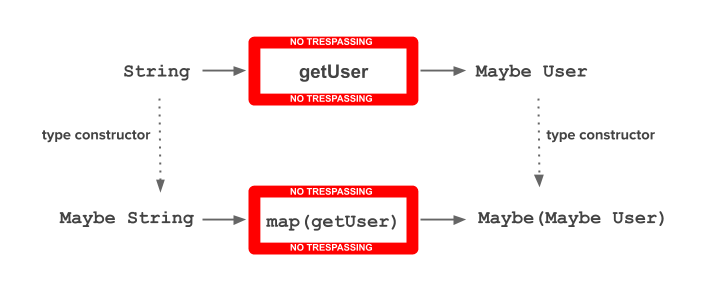 NO TRESPASSING
String
getUser
Maybe User
NO TRESPASSING
type constructor
type constructor
NO TRESPASSING
Maybe String
map(getUser)
Maybe(Maybe User)
NO TRESPASSING